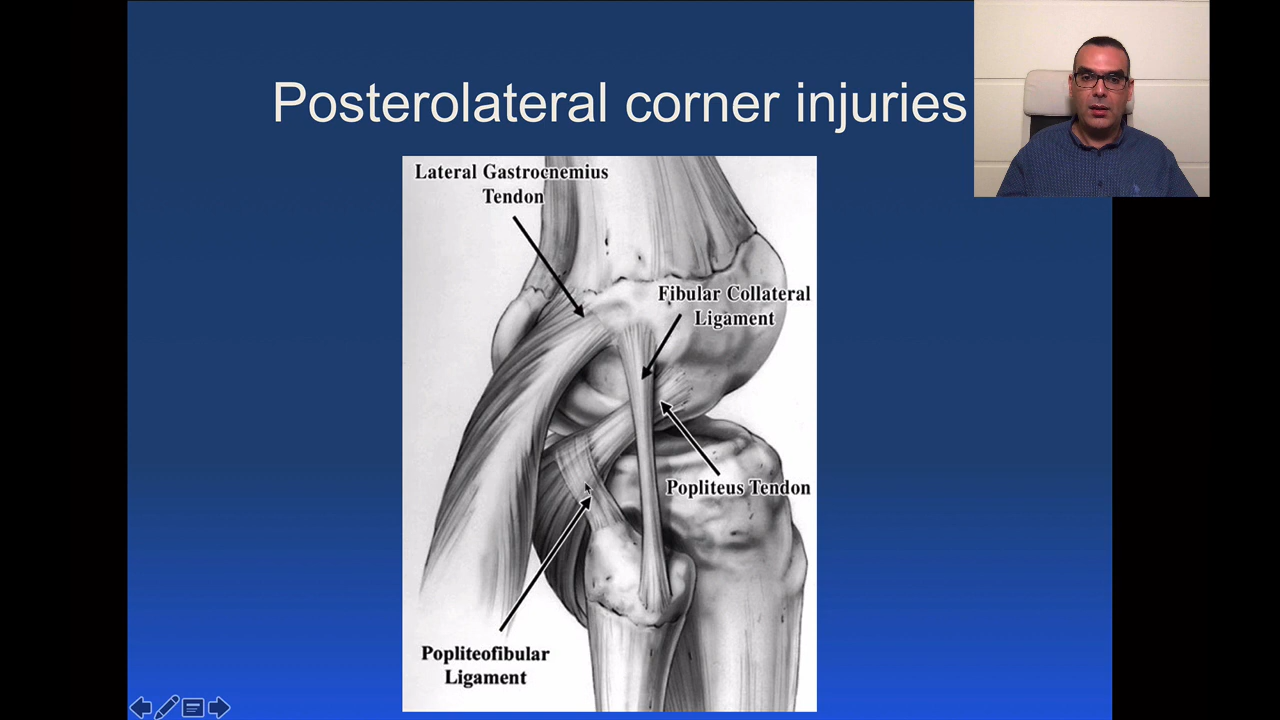 Posterolateral corner injuries
Lateral Gastrocnemius
Tendon
Fibular Collateral
Ligament
Popliteus Tendon
Popliteofibular
Ligament